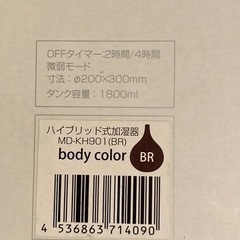 OFFタイマー:2時間/4時間
微弱モード
寸法:φ200×300mm
タンク容量:1800ml
ハイブリッド式加湿器
MD-KH901(BR)
body color
BR
4 536863 714090